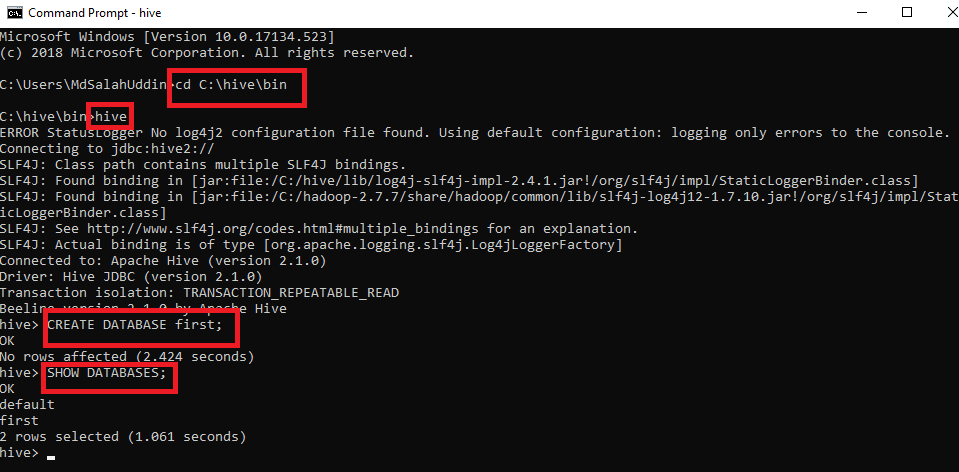 Command Prompt - hive
Microsoft Windows [Version 10.0.17134.523]
(c) 2018 Microsoft Corporation. All rights reserved.
C:\Users\MdSalahUddin>cd C:\hive\bin
C:\hive\bin>hive
ERROR StatusLogger No log4j2 configuration file found. Using default configuration: logging only errors to the console.
Connecting to jdbc:hive2://
SLF4J: Class path contains multiple SLF4J bindings.
SLF4J: Found binding in [jar:file:/C:/hive/lib/log4j-slf4j-impl-2.4.1.jar!/org/slf4j/impl/StaticLoggerBinder.class]
SLF4J: Found binding in [jar:file:/C:/hadoop-2.7.7/share/hadoop/common/lib/slf4j-log4j12-1.7.10.jar!/org/slf4j/impl/Stat
icLoggerBinder.class]
SLF4J: See http://www.slf4j.org/codes.html#multiple_bindings for an explanation.
SLF4J: Actual binding is of type [org.apache.logging.slf4j.Log4jLoggerFactory]
Connected to: Apache Hive (version 2.1.0)
Driver: Hive JDBC (version 2.1.0)
Transaction isolation: TRANSACTION_REPEATABLE_READ
Beeline version 2.1.0 by Apache Hive
hive> CREATE DATABASE first;
OK
No rows affected (2.424 seconds)
hive> SHOW DATABASES;
OK
default
first
2 rows selected (1.061 seconds)
hive>